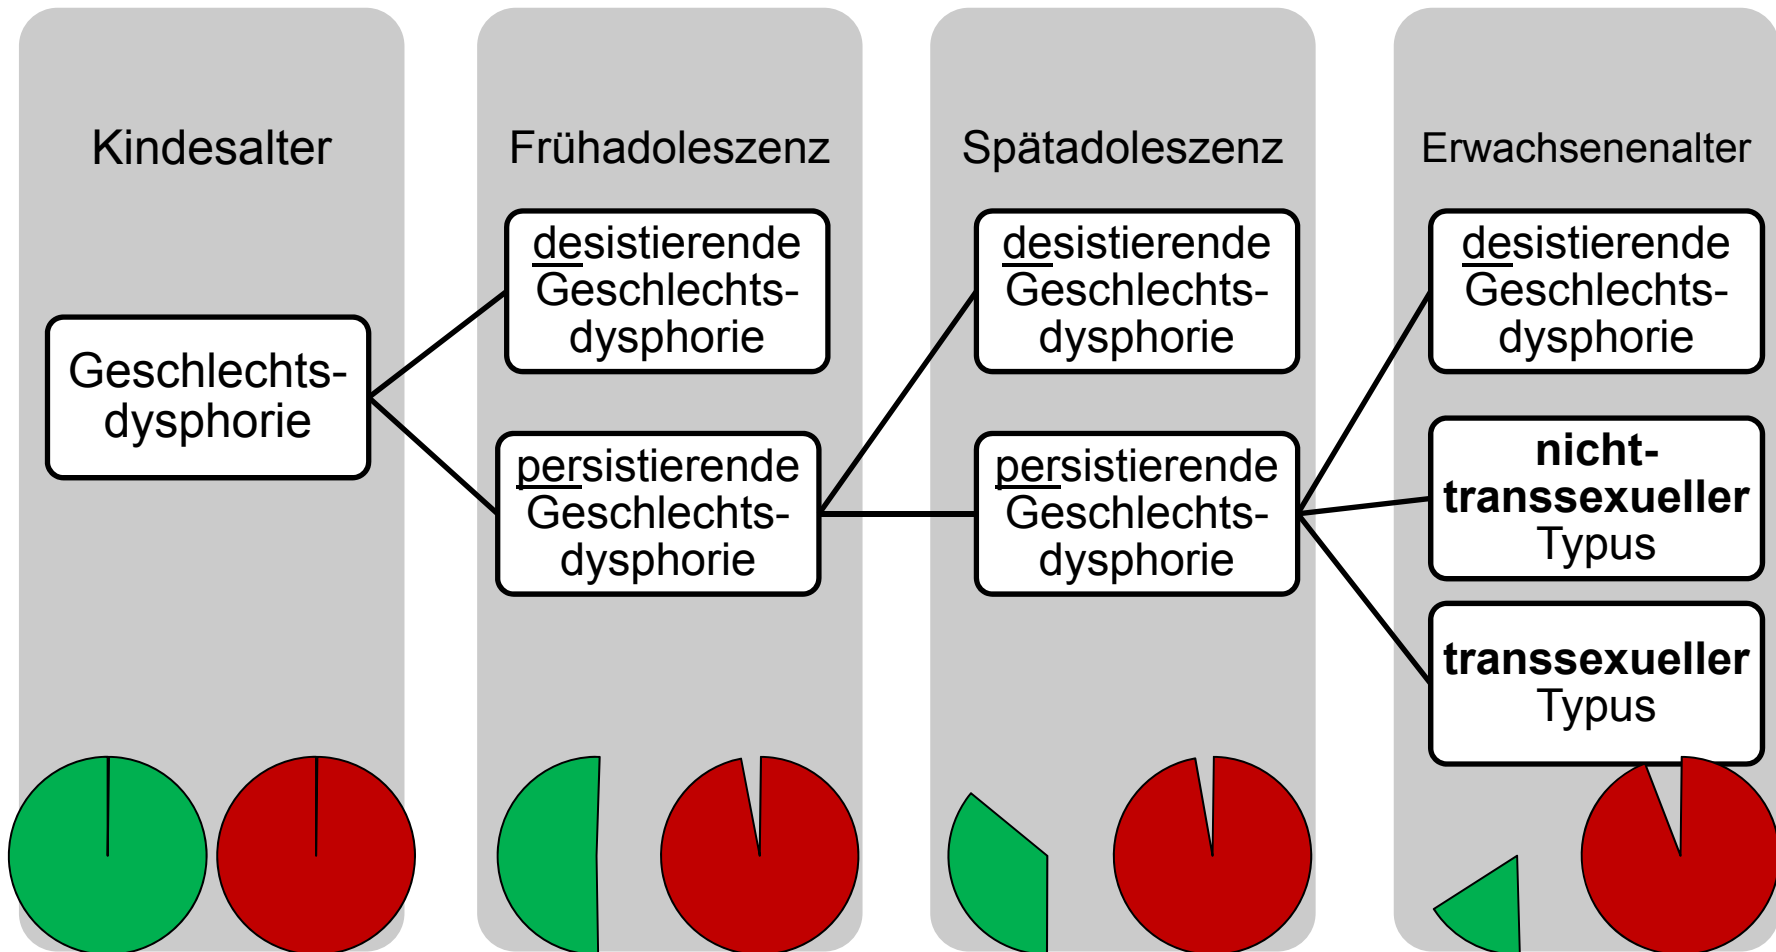 Kindesalter
Frühadoleszenz
Spätadoleszenz
Erwachsenenalter
Geschlechts-
dysphorie
desistierende
Geschlechts-
dysphorie
persistierende
Geschlechts-
dysphorie
desistierende
Geschlechts-
dysphorie
persistierende
Geschlechts-
dysphorie
desistierende
Geschlechts-
dysphorie
nicht-
transsexueller
Typus
transsexueller
Typus